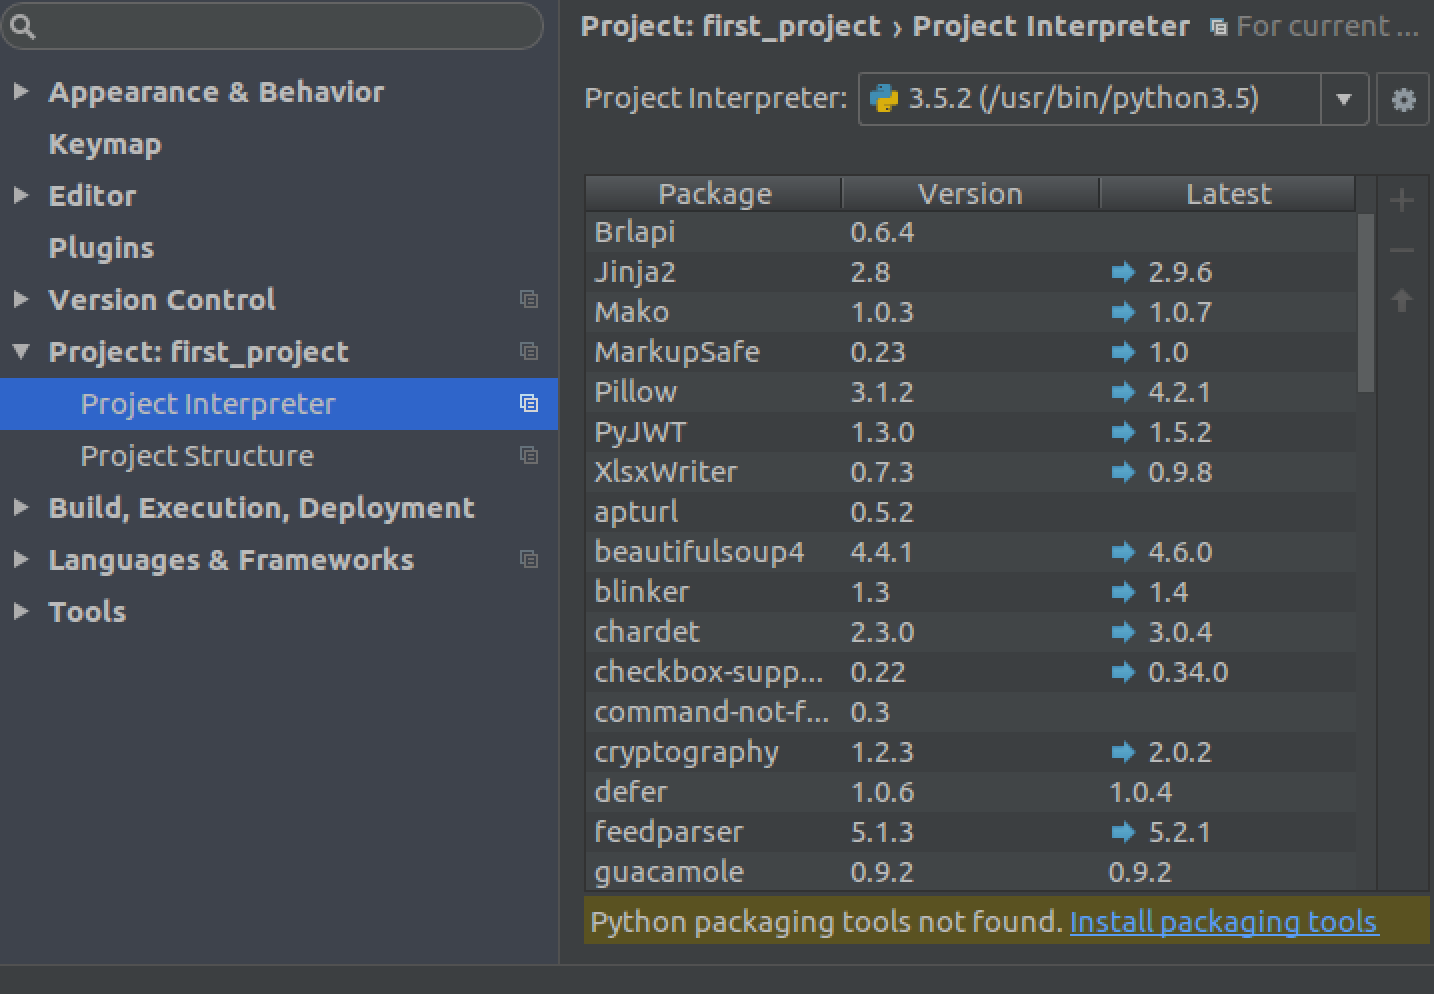 Appearance & Behavior
Keymap
Editor
Plugins
Version Control
Project: first_project
Project Interpreter
Project Structure
Build, Execution, Deployment
Languages & Frameworks
Tools
Project: first_project › Project Interpreter For current ...
Project Interpreter: 3.5.2 (/usr/bin/python3.5)
Package Version Latest
Brlapi 0.6.4
Jinja2 2.8 2.9.6
Mako 1.0.3 1.0.7
MarkupSafe 0.23 1.0
Pillow 3.1.2 4.2.1
PyJWT 1.3.0 1.5.2
XlsxWriter 0.7.3 0.9.8
apturl 0.5.2
beautifulsoup4 4.4.1 4.6.0
blinker 1.3 1.4
chardet 2.3.0 3.0.4
checkbox-supp... 0.22 0.34.0
command-not-f... 0.3
cryptography 1.2.3 2.0.2
defer 1.0.6 1.0.4
feedparser 5.1.3 5.2.1
guacamole 0.9.2 0.9.2
Python packaging tools not found. Install packaging tools